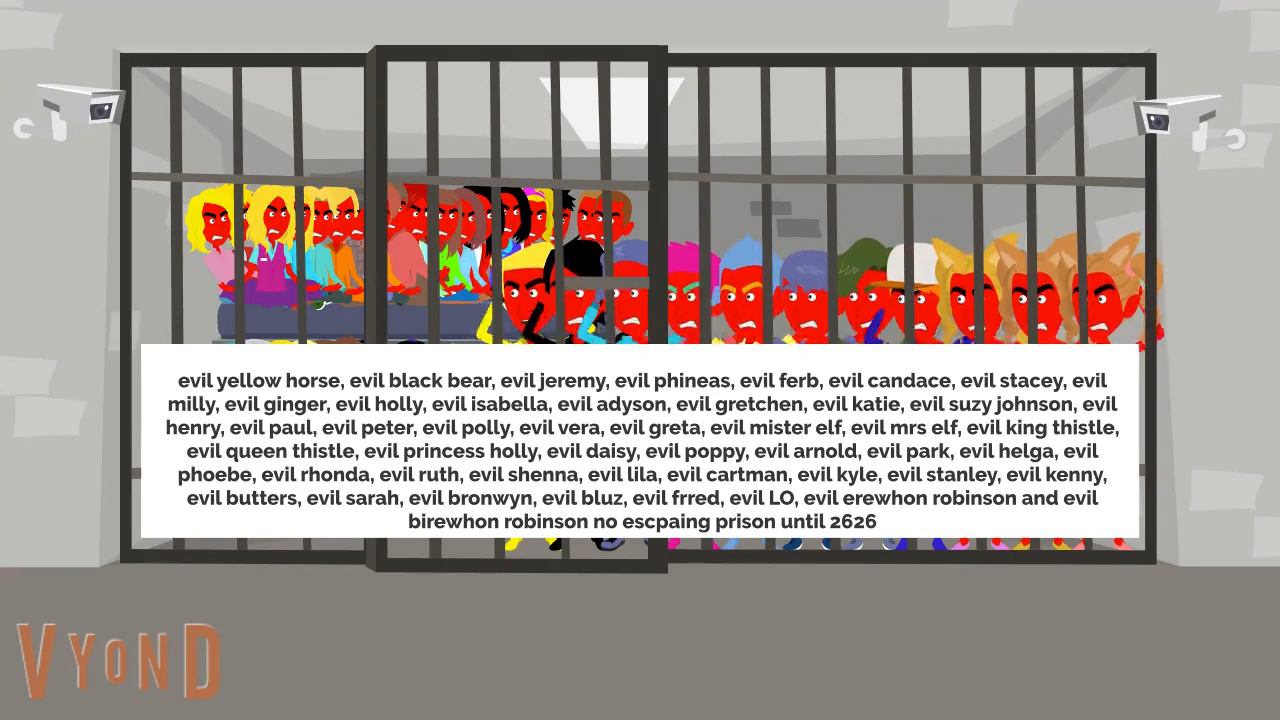 evil yellow horse, evil black bear, evil jeremy, evil phineas, evil ferb, evil candace, evil stacey, evil
milly, evil ginger, evil holly, evil isabella, evil adyson, evil gretchen, evil katie, evil suzy johnson, evil
henry, evil paul, evil peter, evil polly, evil vera, evil greta, evil mister elf, evil mrs elf, evil king thistle,
evil queen thistle, evil princess holly, evil daisy, evil poppy, evil arnold, evil park, evil helga, evil
phoebe, evil rhonda, evil ruth, evil shenna, evil lila, evil cartman, evil kyle, evil stanley, evil kenny,
evil butters, evil sarah, evil bronwyn, evil bluz, evil frred, evil LO, evil erewhon robinson and evil
birewhon robinson no escpaing prison until 2626
VYOND